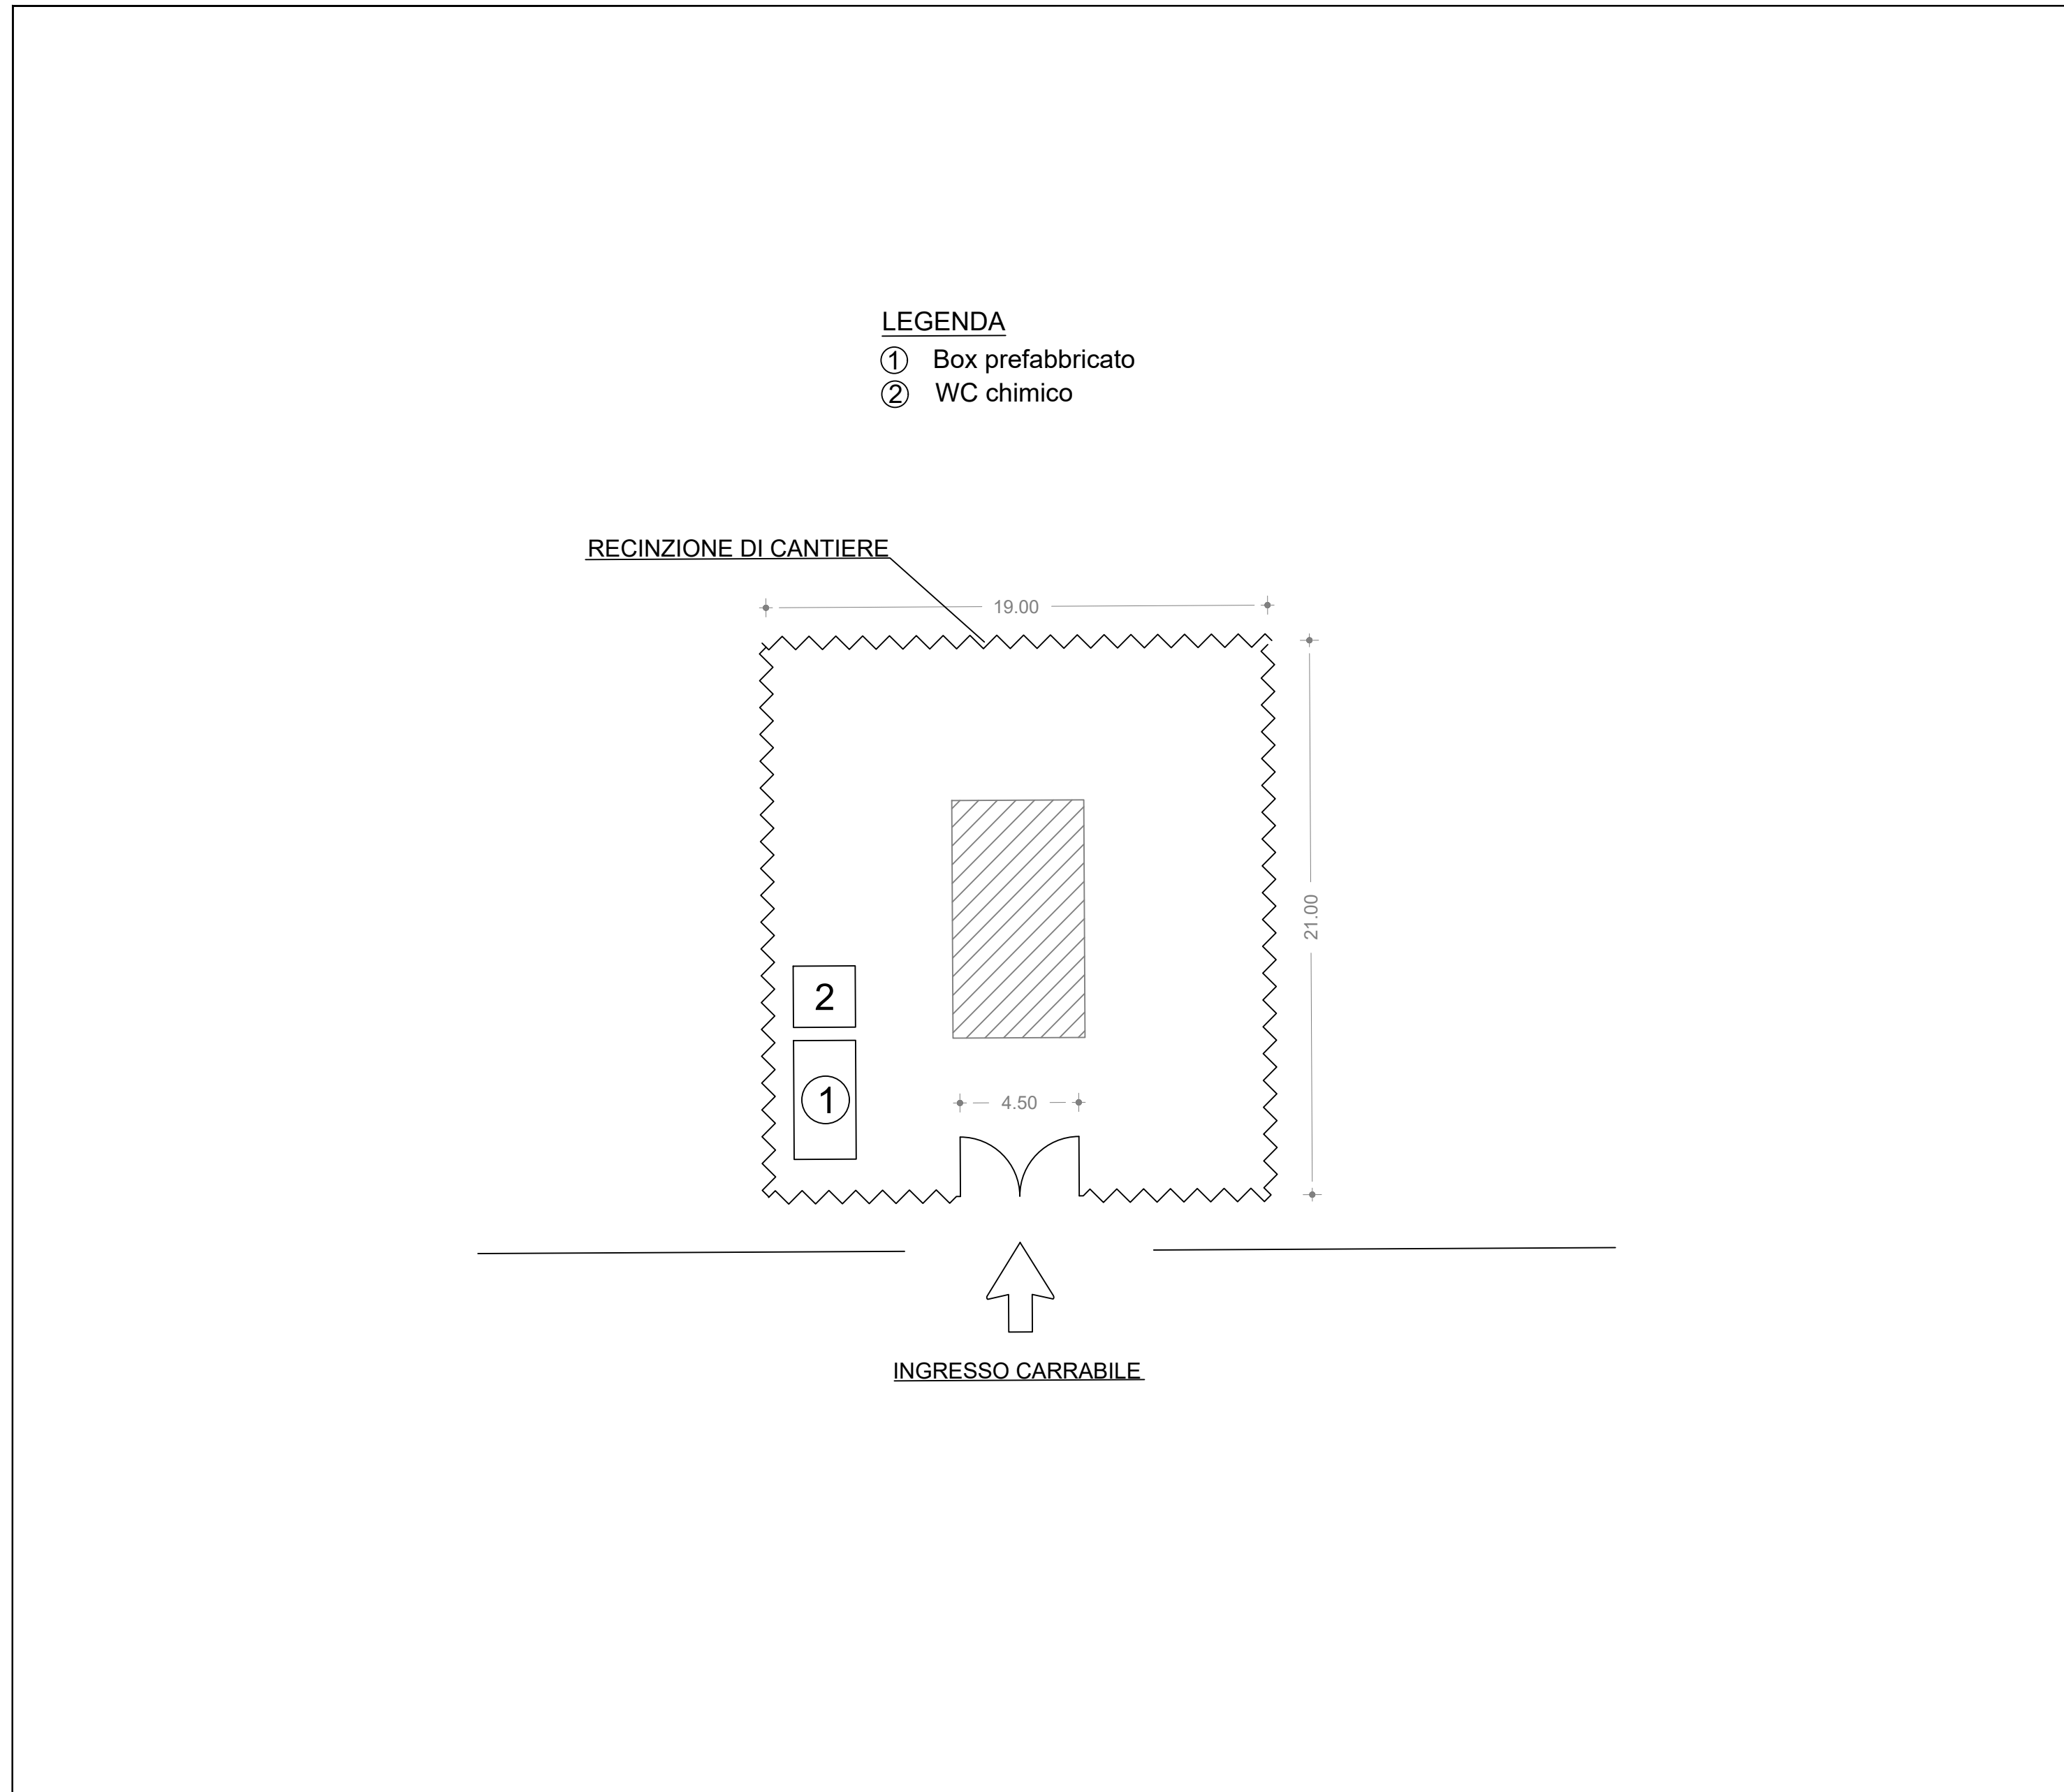 LEGENDA
1 Box prefabbricato
2 WC chimico
RECINZIONE DI CANTIERE
19.00
21.00
2
1
4.50
INGRESSO CARRABILE